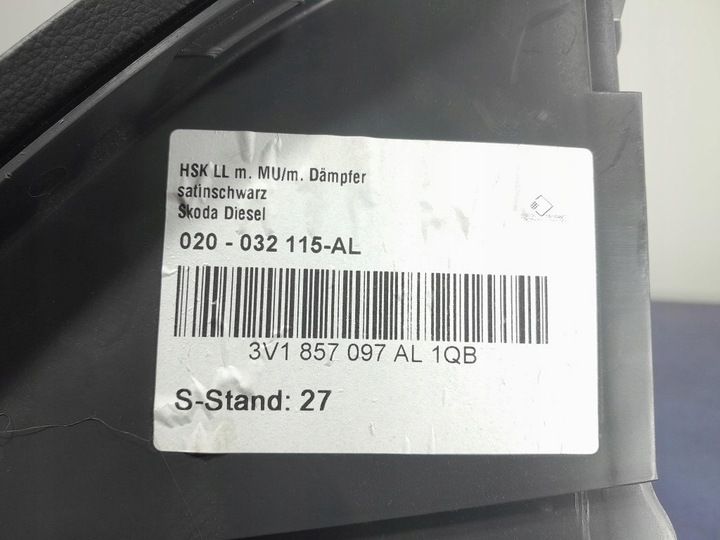 HSK LL m. MU/m. Dämpfer
satinschwarz
Skoda Diesel
020 - 032 115-AL
3V1 857 097 AL 1QB
S-Stand: 27